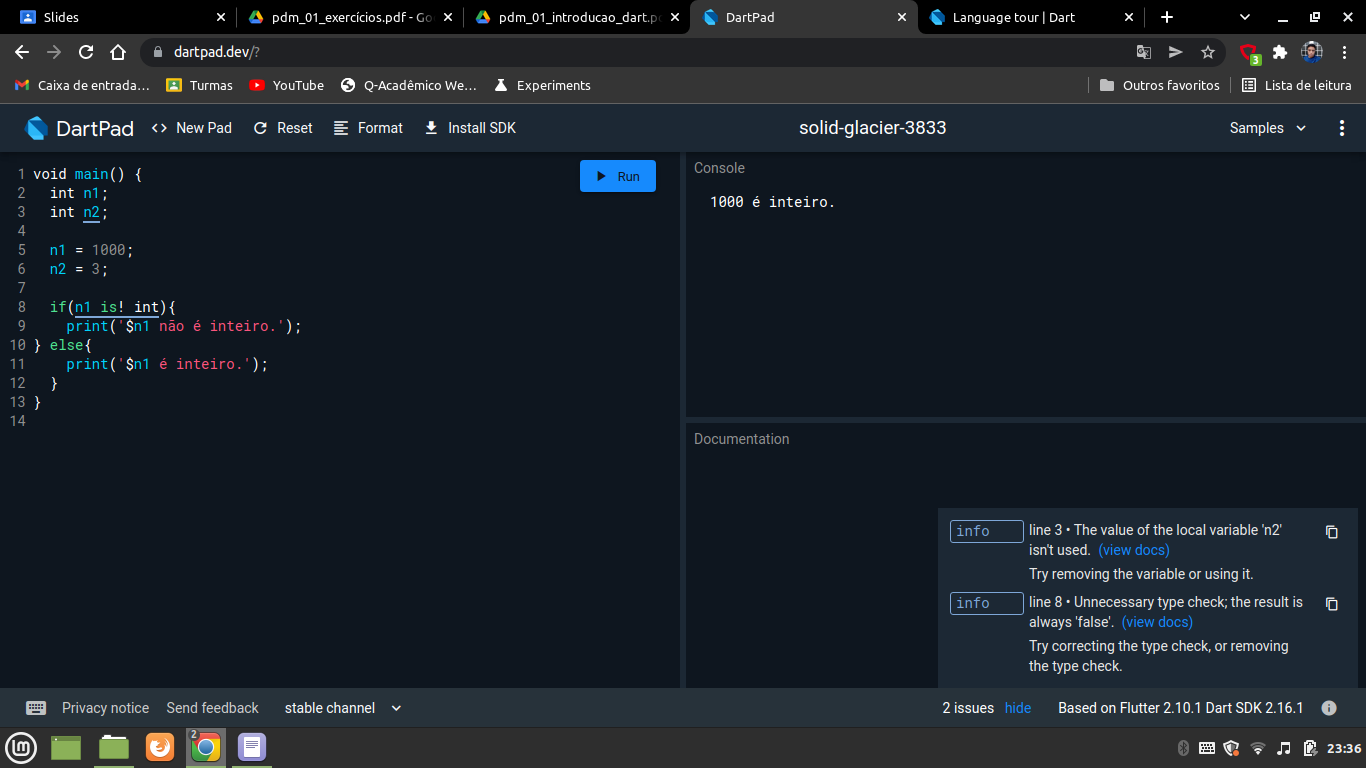 Slides
pdm_01_exercícios.pdf - Go
pdm_01_introducao_dart.p
DartPad
Language tour | Dart
dartpad.dev/?
3
Caixa de entrada…
Turmas
YouTube
Q-Acadêmico We…
Experiments
Outros favoritos
Lista de leitura
DartPad
<> New Pad
Reset
Format
Install SDK
solid-glacier-3833
Samples
Run
1 void main() {
2 int n1;
3 int n2;
4
5 n1 = 1000;
6 n2 = 3;
7
8 if(n1 is! int){
9 print('$n1 não é inteiro.');
10 } else{
11 print('$n1 é inteiro.');
12 }
13 }
14
Console
1000 é inteiro.
Documentation
info
line 3 • The value of the local variable 'n2'
isn't used. (view docs)
Try removing the variable or using it.
info
line 8 • Unnecessary type check; the result is
always 'false'. (view docs)
Try correcting the type check, or removing
the type check.
Privacy notice
Send feedback
stable channel
2 issues
hide
Based on Flutter 2.10.1 Dart SDK 2.16.1
2
23:36